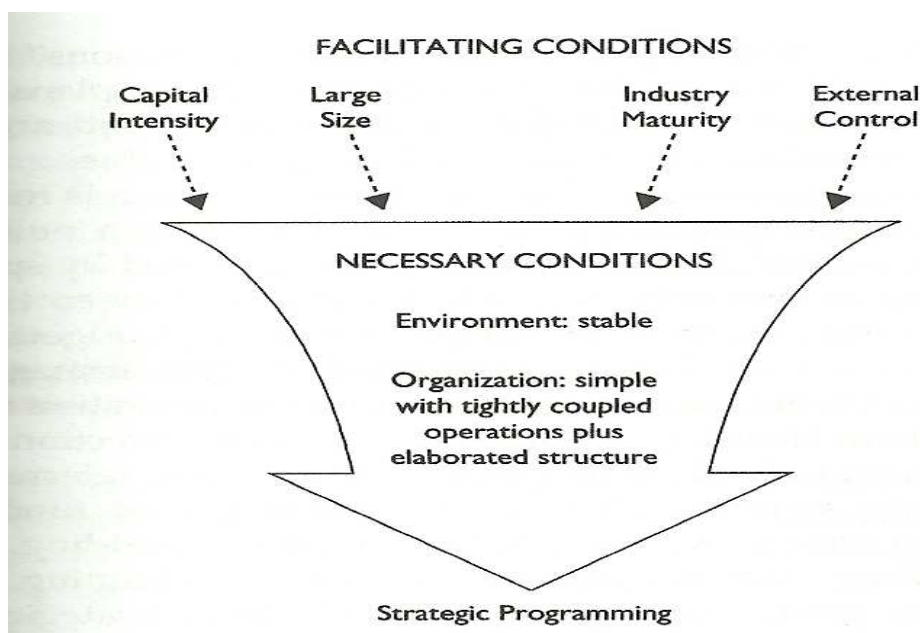 FACILITATING CONDITIONS
Capital
Intensity
Large
Size
Industry
Maturity
External
Control
NECESSARY CONDITIONS
Environment: stable
Organization: simple
with tightly coupled
operations plus
elaborated structure
Strategic Programming